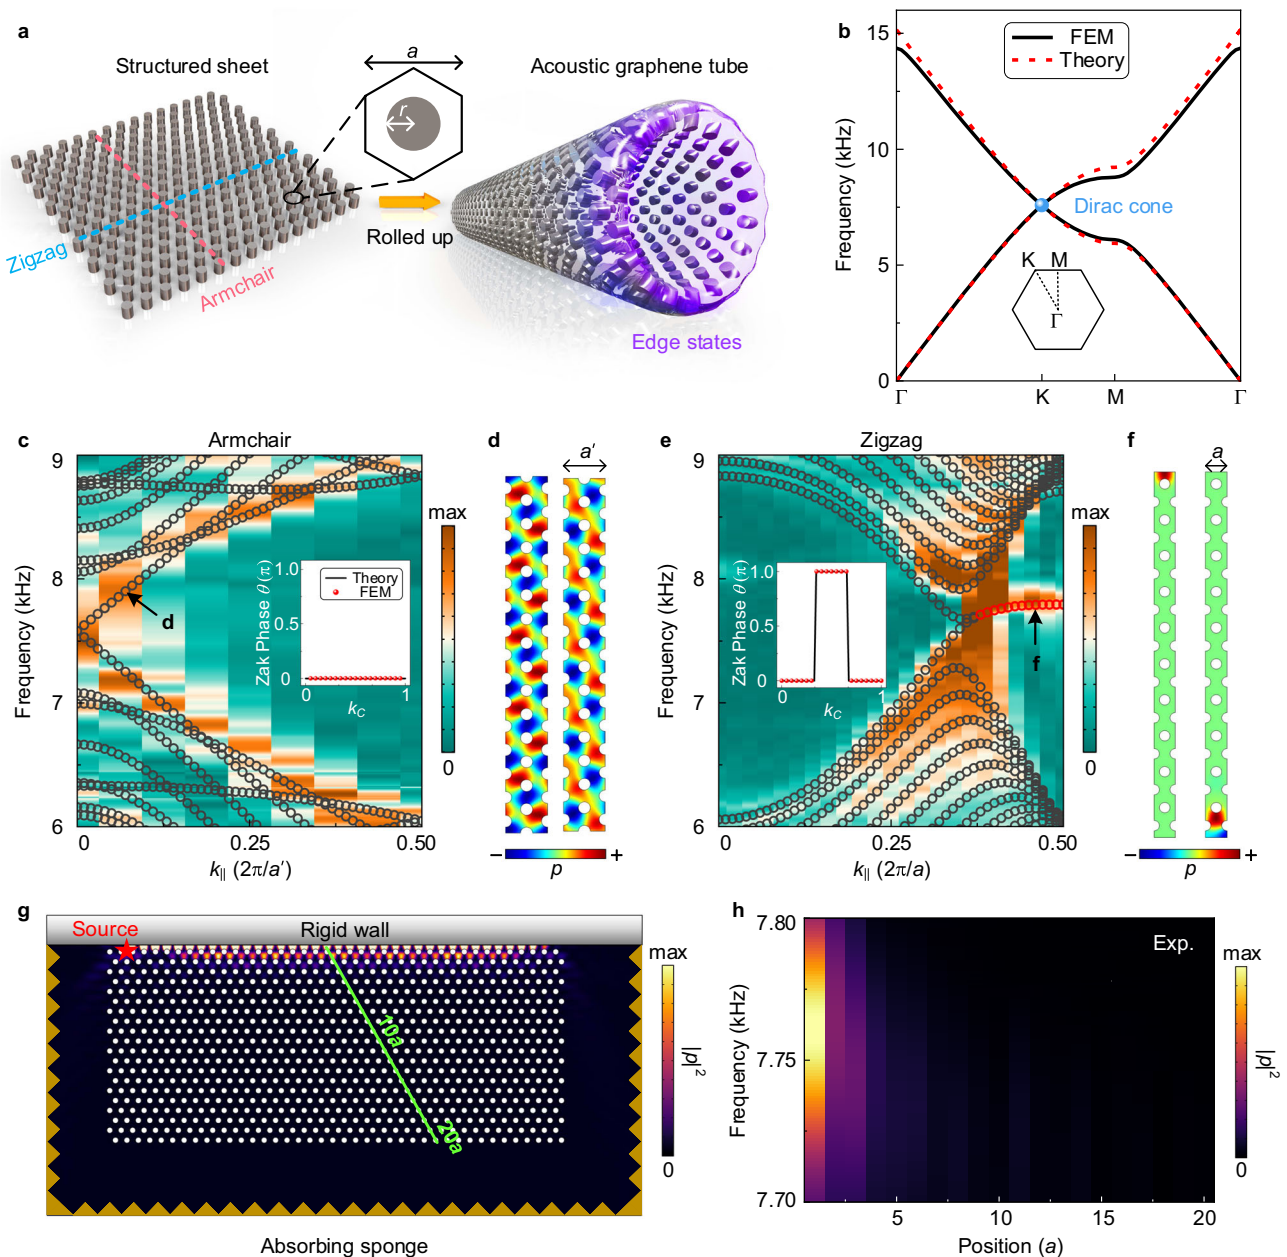 a
Structured sheet
a
r
Acoustic graphene tube
Zigzag
Armchair
Rolled up
Edge states
b
15
10
5
0
Frequency (kHz)
FEM
Theory
Dirac cone
K M
Γ
Γ K M Γ
c
Armchair
9
8
7
6
Frequency (kHz)
d
1.0
0.5
0
Zak Phase θ (π)
Theory
FEM
0 1
k_C
0 0.25 0.50
k_|| (2π/a′)
max
0
d
a′
− +
p
e
Zigzag
9
8
7
6
Frequency (kHz)
1.0
0.5
0
Zak Phase θ (π)
0 1
k_C
f
0 0.25 0.50
k_|| (2π/a)
max
0
f
a
− +
p
g
Source
Rigid wall
10a
20a
Absorbing sponge
max
|p|²
0
h
7.80
7.75
7.70
Frequency (kHz)
Exp.
5 10 15 20
Position (a)
max
|p|²
0